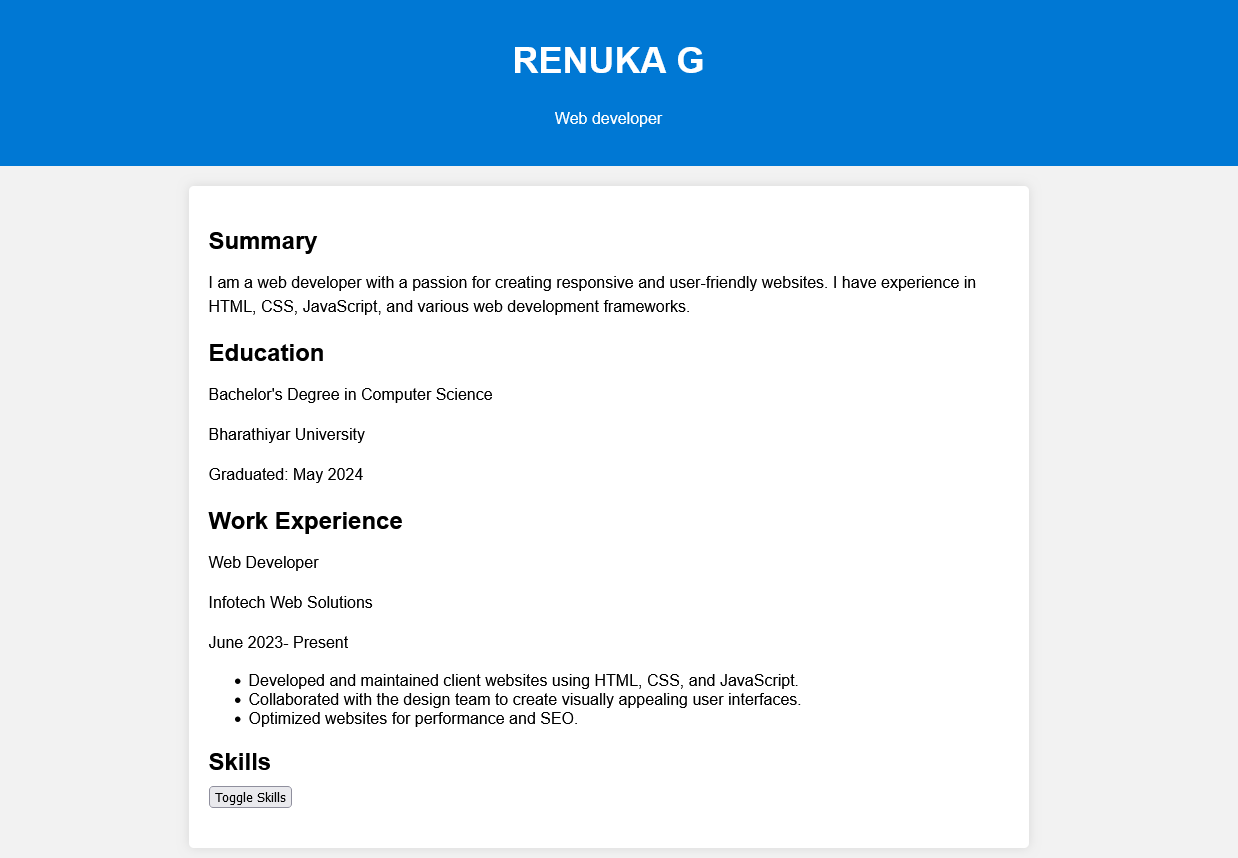 RENUKA G
Web developer
Summary
I am a web developer with a passion for creating responsive and user-friendly websites. I have experience in
HTML, CSS, JavaScript, and various web development frameworks.
Education
Bachelor's Degree in Computer Science
Bharathiyar University
Graduated: May 2024
Work Experience
Web Developer
Infotech Web Solutions
June 2023- Present
• Developed and maintained client websites using HTML, CSS, and JavaScript.
• Collaborated with the design team to create visually appealing user interfaces.
• Optimized websites for performance and SEO.
Skills
Toggle Skills